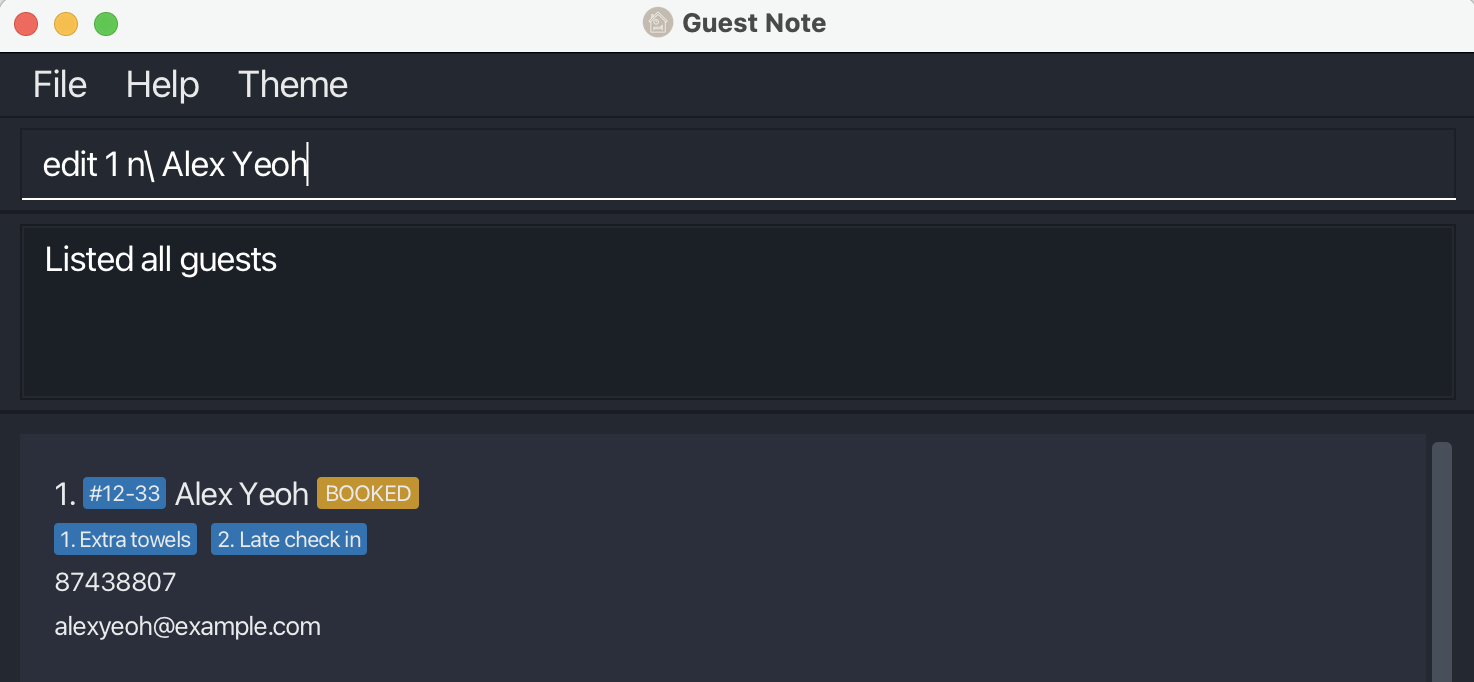 Guest Note
File Help Theme
edit 1 n\ Alex Yeoh
Listed all guests
1. #12-33 Alex Yeoh BOOKED
1. Extra towels 2. Late check in
87438807
alexyeoh@example.com